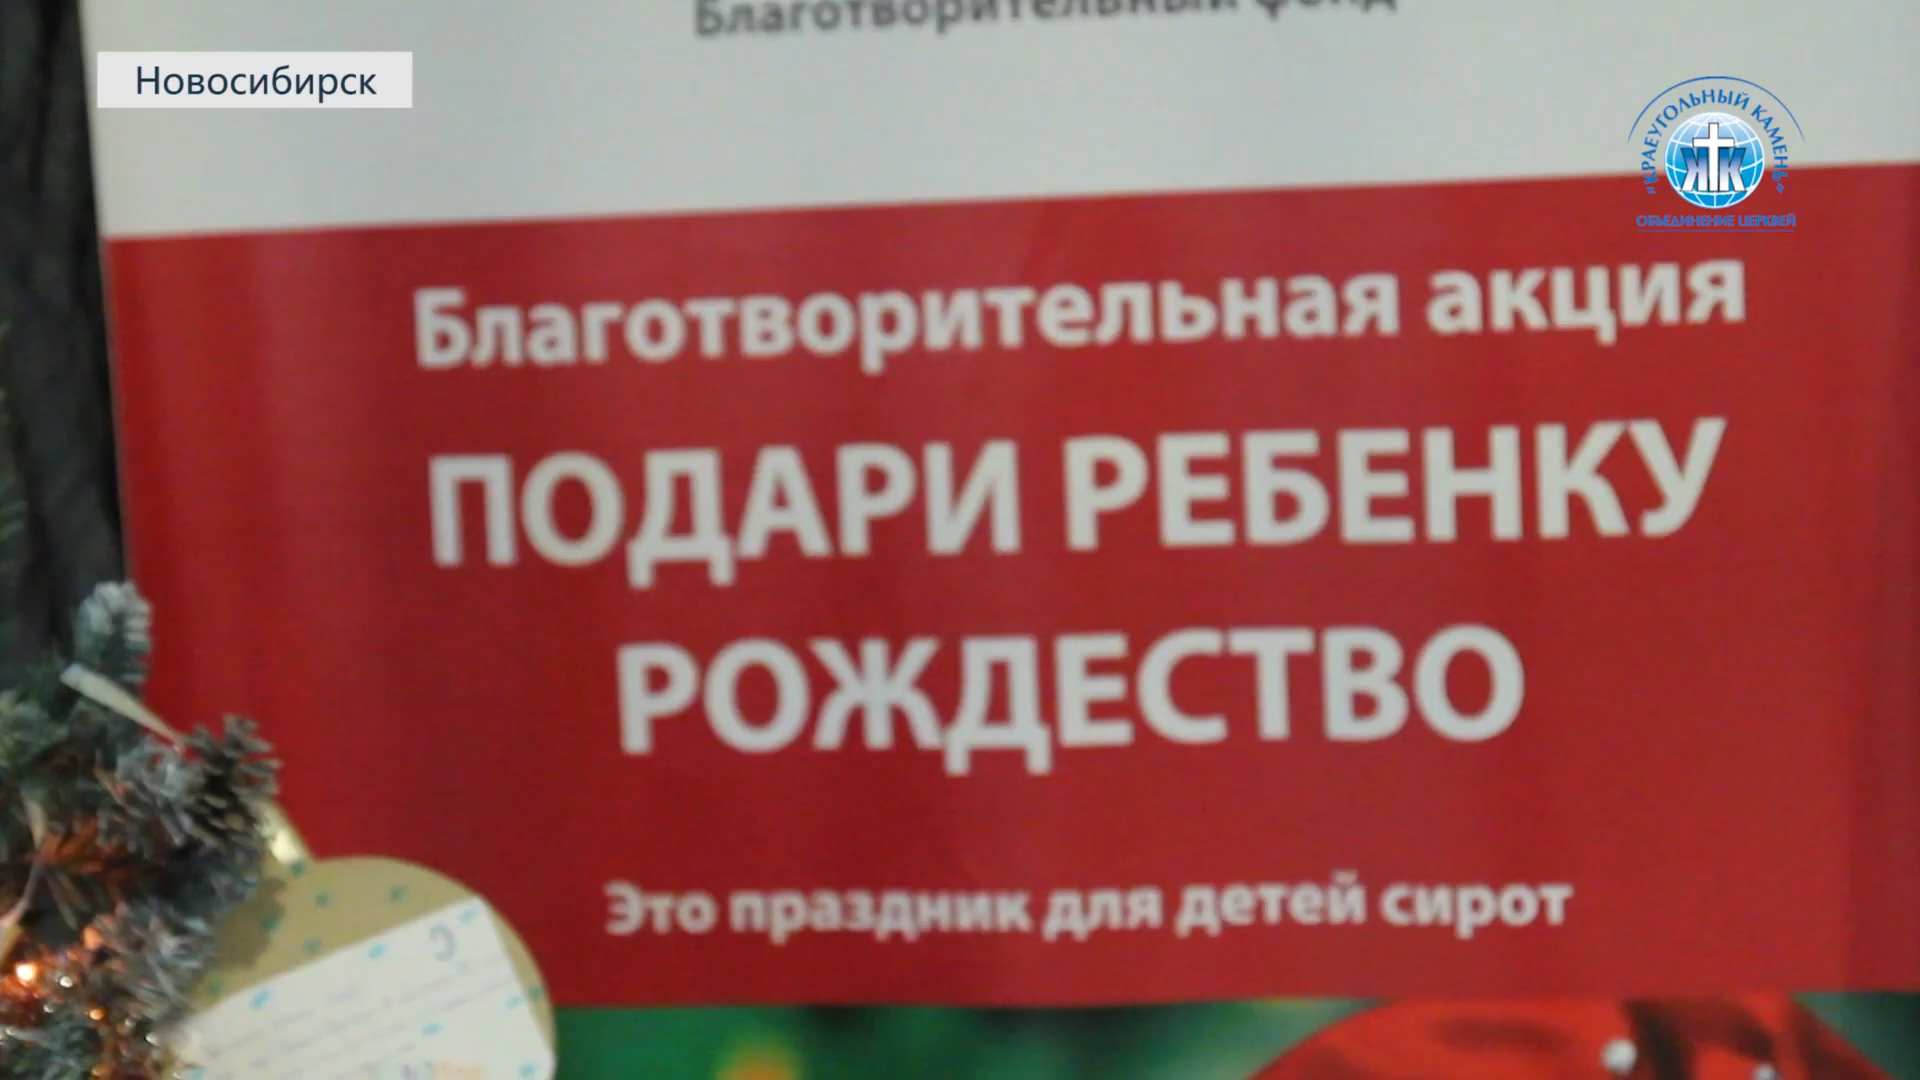 Благотворительный фонд
Новосибирск
"КРАЕУГОЛЬНЫЙ КАМЕНЬ"
КК
ОБЪЕДИНЕНИЕ ЦЕРКВЕЙ
Благотворительная акция
ПОДАРИ РЕБЕНКУ
РОЖДЕСТВО
Это праздник для детей сирот